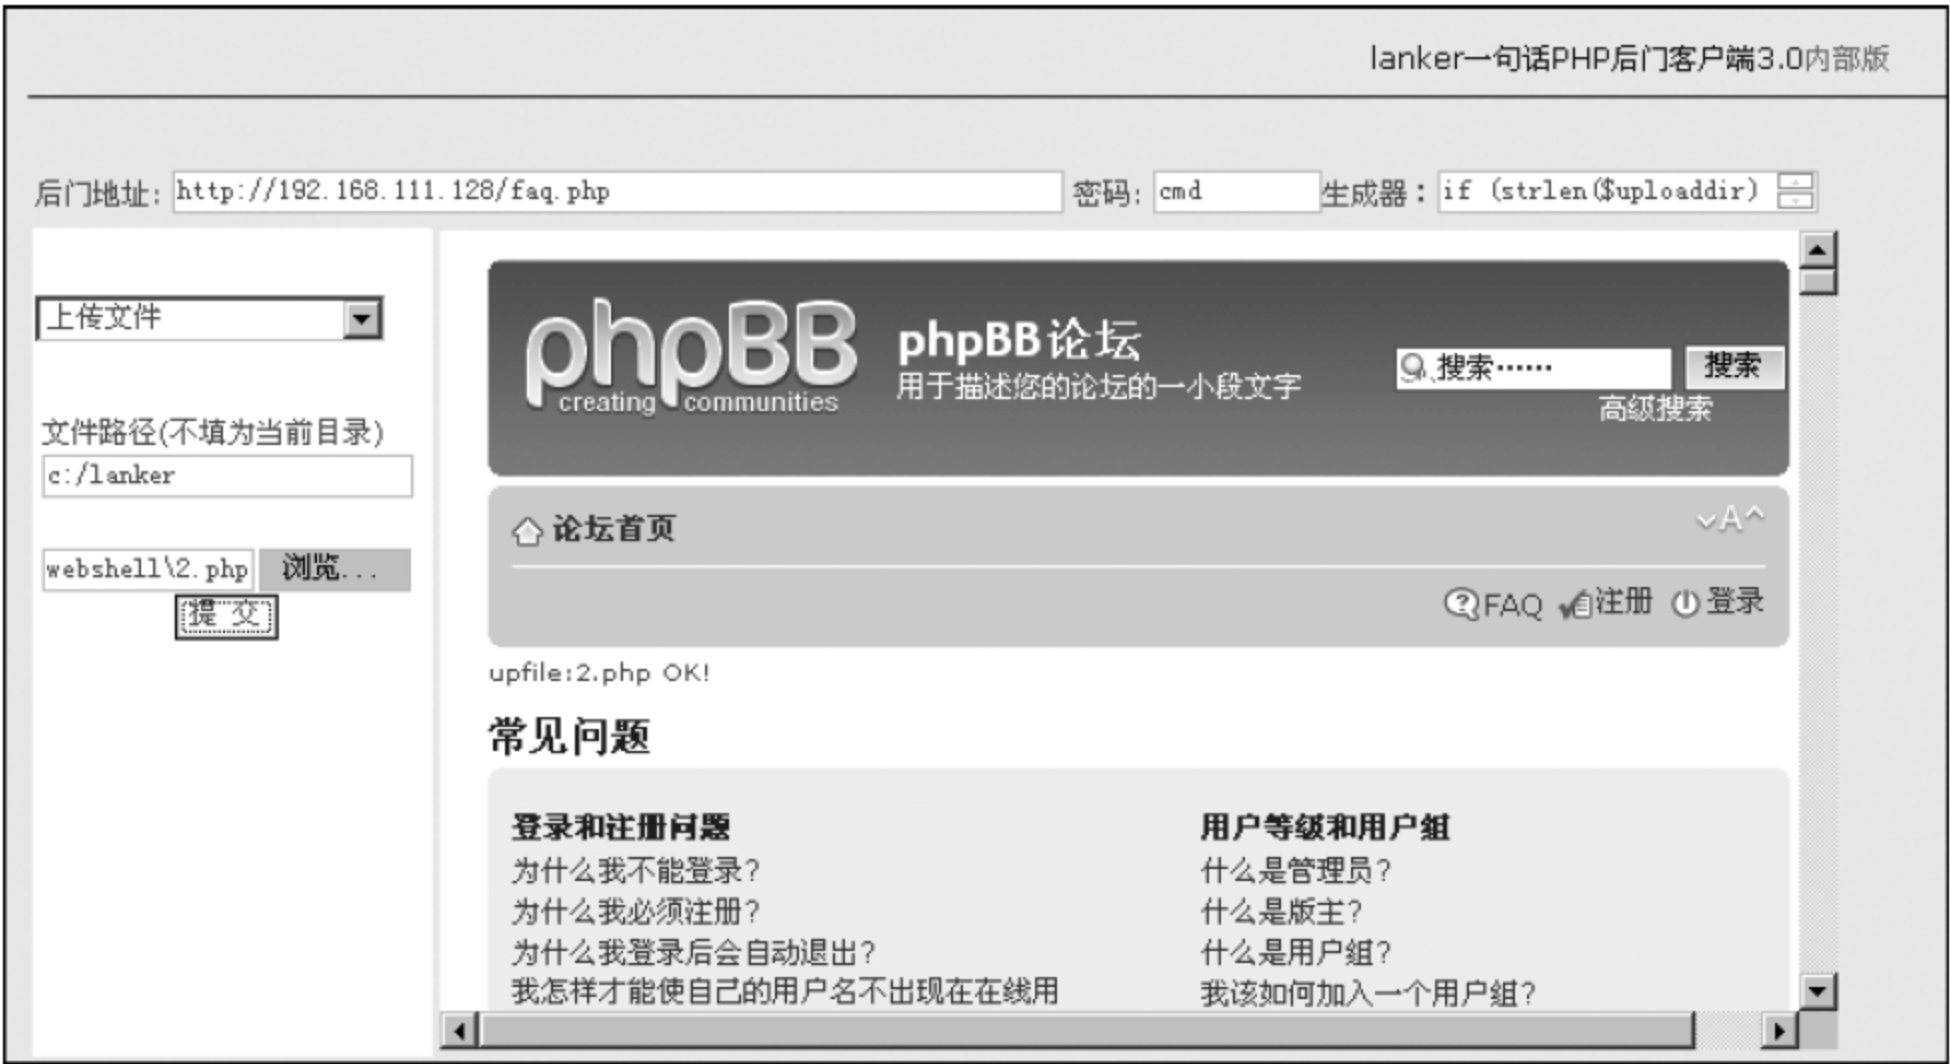 lanker一句话PHP后门客户端3.0内部版
后门地址: http://192.168.111.128/faq.php 密码: cmd 生成器: if (strlen($uploaddir)
上传文件
文件路径(不填为当前目录)
c:/lanker
webshell\2.php 浏览...
提 交
phpBB
creating communities
phpBB论坛
用于描述您的论坛的一小段文字
搜索…… 搜索
高级搜索
论坛首页
A
FAQ 注册 登录
upfile:2.php OK!
常见问题
登录和注册问题
为什么我不能登录?
为什么我必须注册?
为什么我登录后会自动退出?
我怎样才能使自己的用户名不出现在在线用
用户等级和用户组
什么是管理员?
什么是版主?
什么是用户组?
我该如何加入一个用户组?